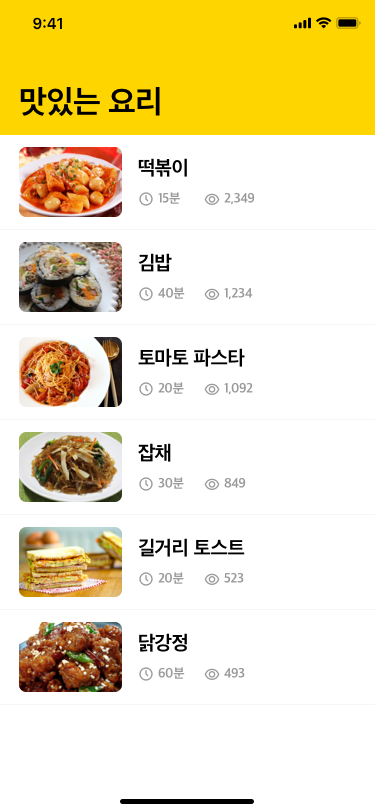 9:41
맛있는 요리
떡볶이
15분 2,349
김밥
40분 1,234
토마토 파스타
20분 1,092
잡채
30분 849
길거리 토스트
20분 523
닭강정
60분 493